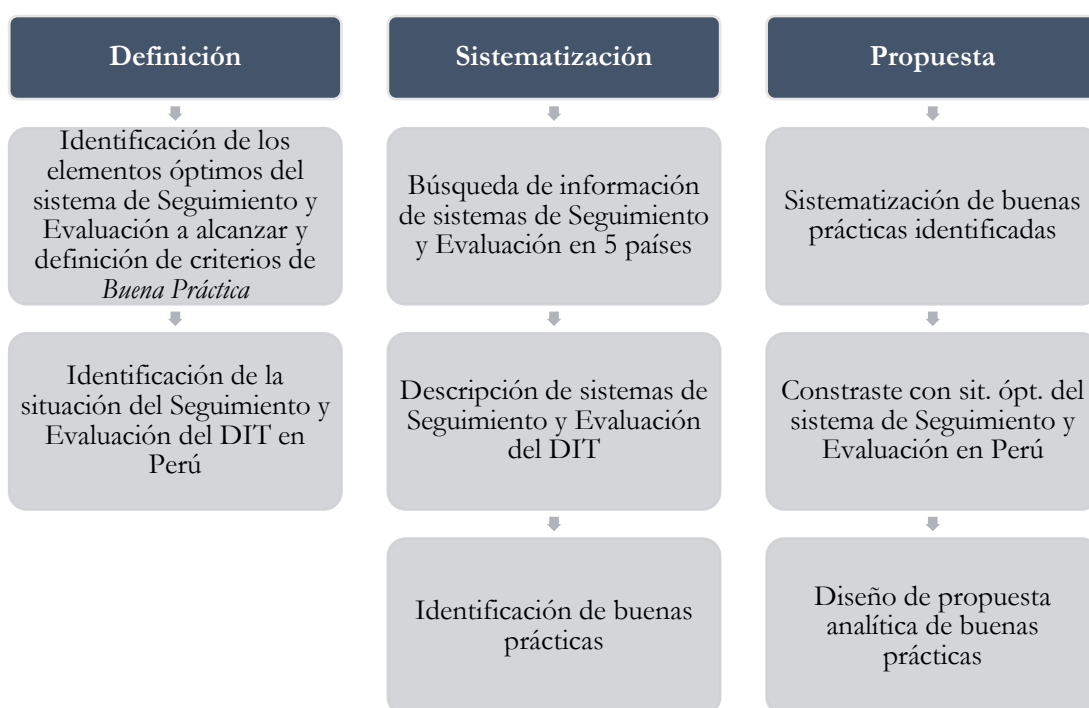 Definición
Identificación de los
elementos óptimos del
sistema de Seguimiento y
Evaluación a alcanzar y
definición de criterios de
Buena Práctica
Identificación de la
situación del Seguimiento y
Evaluación del DIT en
Perú
Sistematización
Búsqueda de información
de sistemas de Seguimiento
y Evaluación en 5 países
Descripción de sistemas de
Seguimiento y Evaluación
del DIT
Identificación de buenas
prácticas
Propuesta
Sistematización de buenas
prácticas identificadas
Constraste con sit. ópt. del
sistema de Seguimiento y
Evaluación en Perú
Diseño de propuesta
analítica de buenas
prácticas